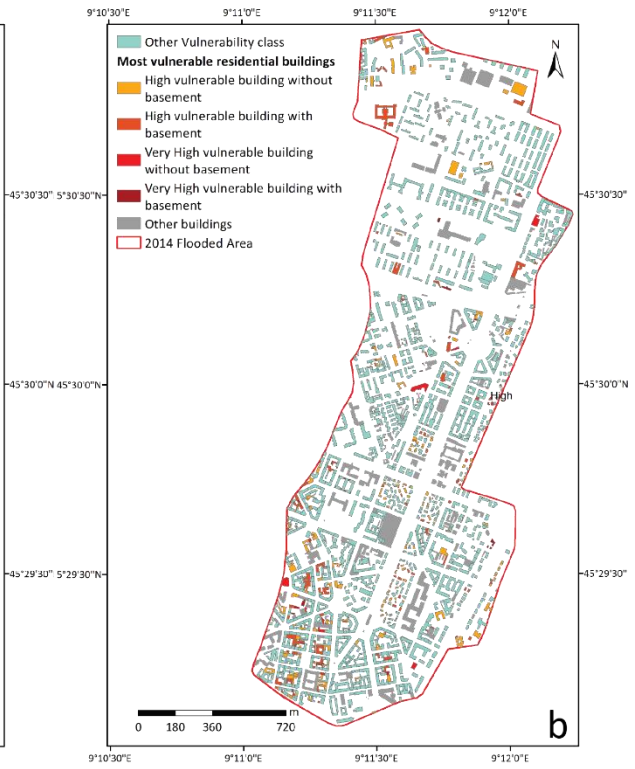 9°10'30"E 9°11'0"E 9°11'30"E 9°12'0"E
Other Vulnerability class
Most vulnerable residential buildings
High vulnerable building without
basement
High vulnerable building with
basement
Very High vulnerable building
without basement
Very High vulnerable building with
basement
Other buildings
2014 Flooded Area
N
45°30'30"N 5°30'30"N
45°30'30"N
45°30'0"N 45°30'0"N
45°30'0"N
High
45°29'30"N 5°29'30"N
45°29'30"N
m
0 180 360 720
b
9°10'30"E 9°11'0"E 9°11'30"E 9°12'0"E